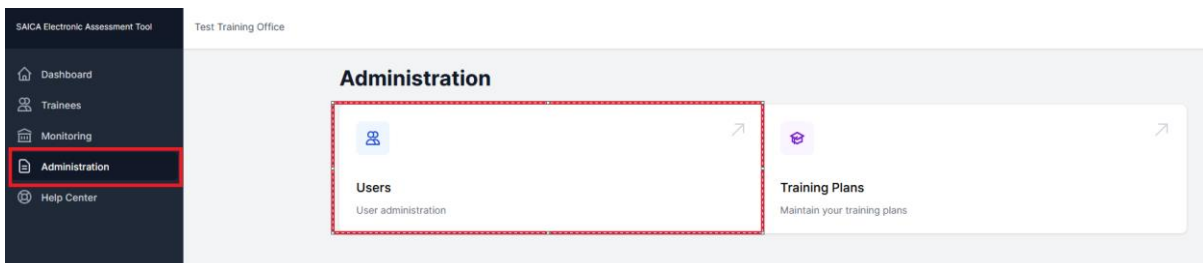 SAICA Electronic Assessment Tool
Test Training Office
Dashboard
Trainees
Monitoring
Administration
Help Center
Administration
Users
User administration
Training Plans
Maintain your training plans